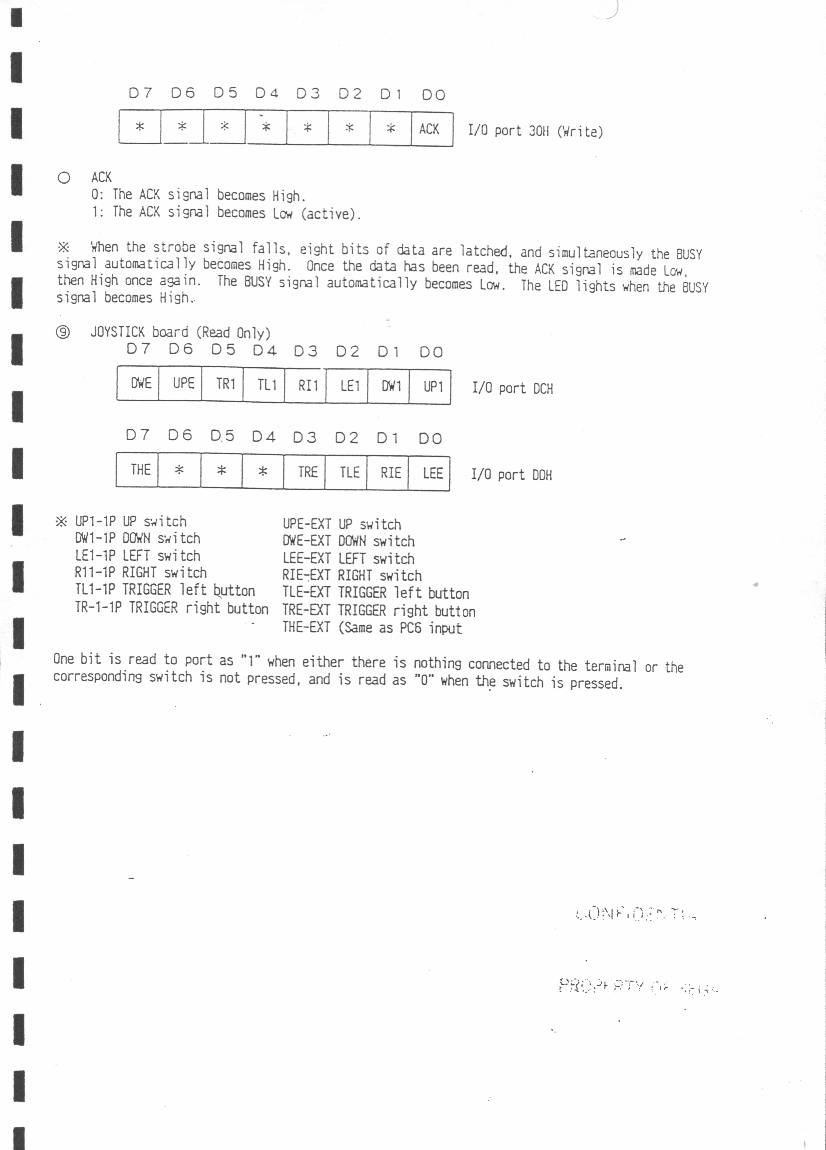 D7 D6 D5 D4 D3 D2 D1 D0
* * * * * * * ACK I/O port 30H (Write)
○ ACK
0: The ACK signal becomes High.
1: The ACK signal becomes Low (active).
※ When the strobe signal falls, eight bits of data are latched, and simultaneously the BUSY
signal automatically becomes High. Once the data has been read, the ACK signal is made Low,
then High once again. The BUSY signal automatically becomes Low. The LED lights when the BUSY
signal becomes High.
⑨ JOYSTICK board (Read Only)
D7 D6 D5 D4 D3 D2 D1 D0
DWE UPE TR1 TL1 RI1 LE1 DW1 UP1 I/O port DCH
D7 D6 D5 D4 D3 D2 D1 D0
THE * * * TRE TLE RIE LEE I/O port DDH
※ UP1-1P UP switch UPE-EXT UP switch
DW1-1P DOWN switch DWE-EXT DOWN switch
LE1-1P LEFT switch LEE-EXT LEFT switch
R11-1P RIGHT switch RIE-EXT RIGHT switch
TL1-1P TRIGGER left button TLE-EXT TRIGGER left button
TR-1-1P TRIGGER right button TRE-EXT TRIGGER right button
THE-EXT (Same as PC6 input
One bit is read to port as "1" when either there is nothing connected to the terminal or the
corresponding switch is not pressed, and is read as "0" when the switch is pressed.
PROPERTY OF